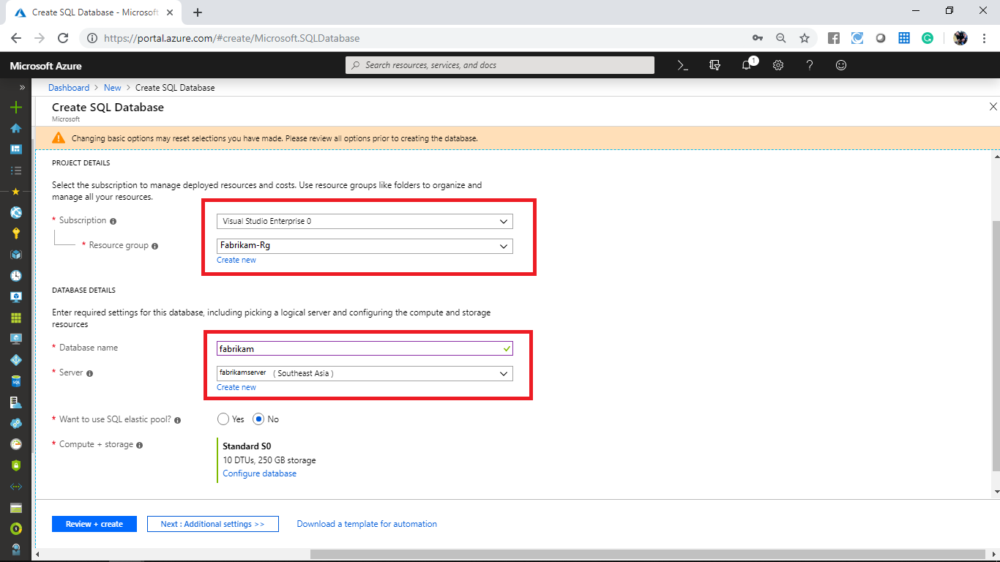 Create SQL Database - Microsoft
https://portal.azure.com/#create/Microsoft.SQLDatabase
Microsoft Azure
Search resources, services, and docs
1
Dashboard > New > Create SQL Database
Create SQL Database
Microsoft
Changing basic options may reset selections you have made. Please review all options prior to creating the database.
PROJECT DETAILS
Select the subscription to manage deployed resources and costs. Use resource groups like folders to organize and
manage all your resources.
* Subscription
Visual Studio Enterprise 0
* Resource group
Fabrikam-Rg
Create new
DATABASE DETAILS
Enter required settings for this database, including picking a logical server and configuring the compute and storage
resources
* Database name
fabrikam
* Server
fabrikamserver ( Southeast Asia )
Create new
* Want to use SQL elastic pool?
Yes No
* Compute + storage
Standard S0
10 DTUs, 250 GB storage
Configure database
Review + create
Next : Additional settings >>
Download a template for automation